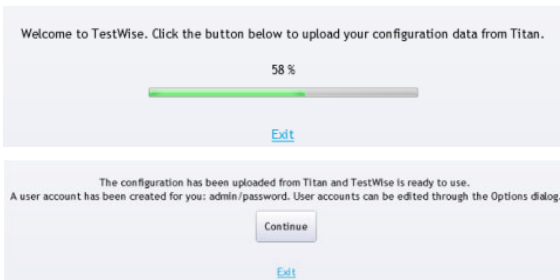 Welcome to TestWise. Click the button below to upload your configuration data from Titan.
58 %
Exit
The configuration has been uploaded from Titan and TestWise is ready to use.
A user account has been created for you: admin/password. User accounts can be edited through the Options dialog.
Continue
Exit